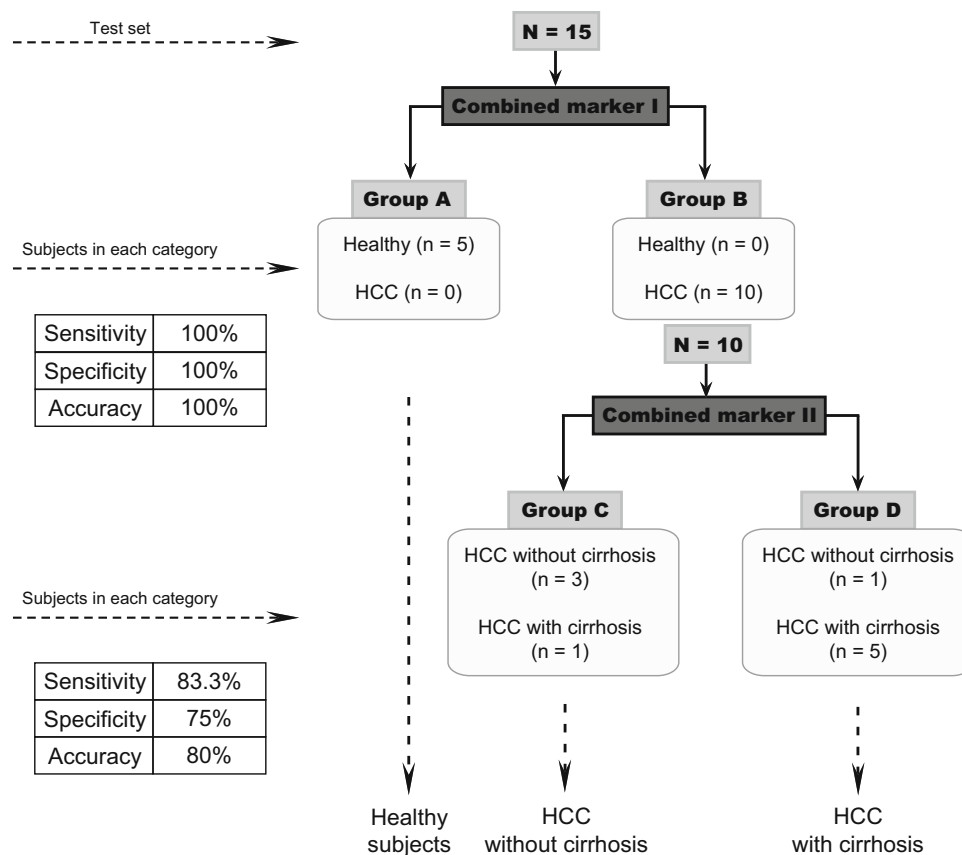 Test set
N = 15
Combined marker I
Group A
Group B
Subjects in each category
Healthy (n = 5)
HCC (n = 0)
Healthy (n = 0)
HCC (n = 10)
Sensitivity 100%
Specificity 100%
Accuracy 100%
N = 10
Combined marker II
Group C
Group D
Subjects in each category
HCC without cirrhosis
(n = 3)
HCC with cirrhosis
(n = 1)
HCC without cirrhosis
(n = 1)
HCC with cirrhosis
(n = 5)
Sensitivity 83.3%
Specificity 75%
Accuracy 80%
Healthy
subjects
HCC
without cirrhosis
HCC
with cirrhosis